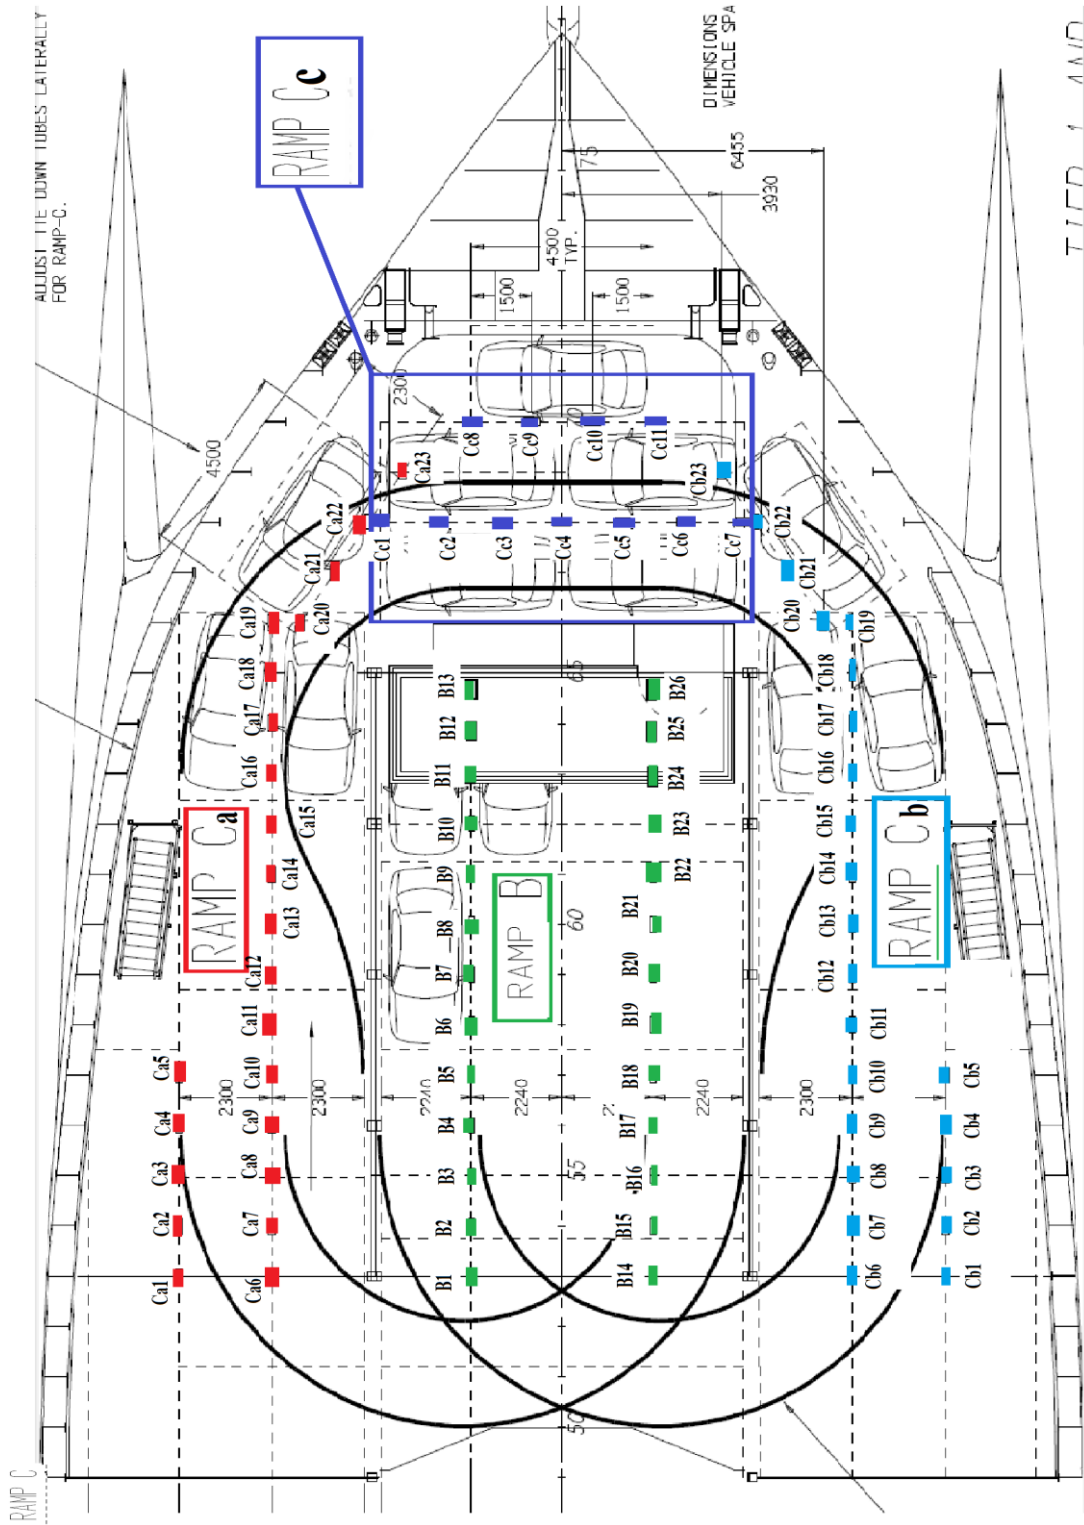 ADJUST TIE DOWN TUBES LATERALLY
FOR RAMP-C.
RAMP Cc
DIMENSIONS
VEHICLE SPA
TIER 1 AND
75
6455
3930
4500
TYP.
1500
1500
2300
4500
70
Cc8
Cc9
Cc10
Cc11
Ca23
Cb23
Ca22
Cb22
Cc1
Cc2
Cc3
Cc4
Cc5
Cc6
Cc7
Ca21
Cb21
Ca19
Ca20
Cb20
Cb19
Ca18
Cb18
65
B13
B26
Ca17
Cb17
B12
B25
Ca16
Cb16
B11
B24
Ca15
Cb15
B10
B23
RAMP Ca
RAMP B
RAMP Cb
Ca14
Cb14
B9
B22
Ca13
Cb13
B8
B21
60
Ca12
Cb12
B7
B20
Ca11
Cb11
B6
B19
Ca5
Ca10
B5
B18
Cb10
Cb5
2300
2300
2240
2240
2240
2300
Ca4
Ca9
B4
B17
Cb9
Cb4
Ca3
Ca8
B3
B16
Cb8
Cb3
55
Ca2
Ca7
B2
B15
Cb7
Cb2
Ca1
Ca6
B1
B14
Cb6
Cb1
50
RAMP C